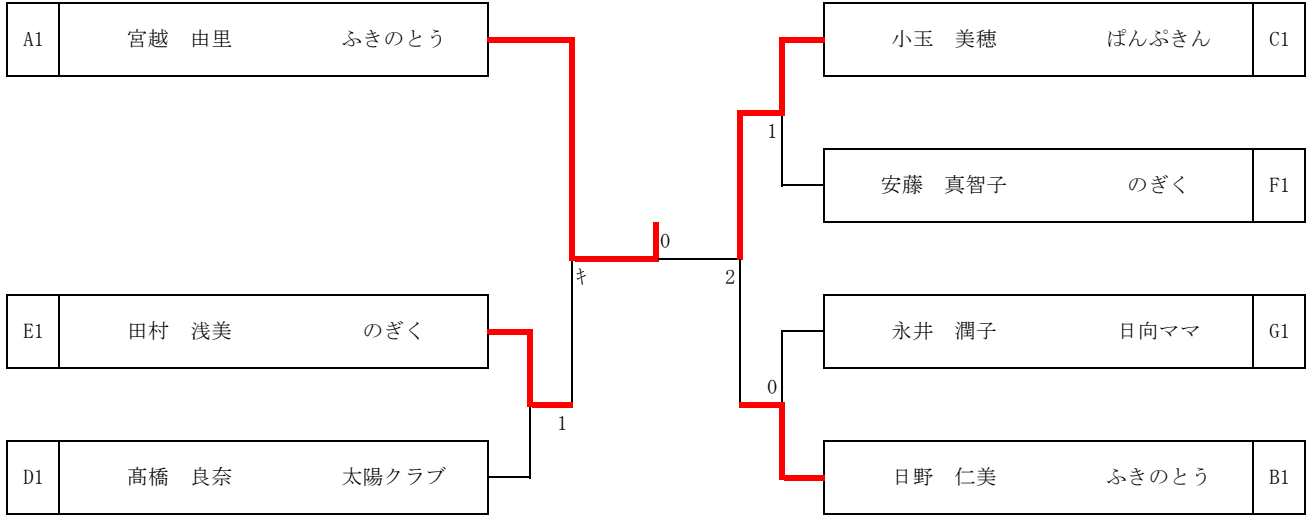 A1 宮越 由里 ふきのとう
小玉 美穂 ぱんぷきん C1
1
安藤 真智子 のぎく F1
0
ｷ
2
E1 田村 浅美 のぎく
永井 潤子 日向ママ G1
0
1
D1 髙橋 良奈 太陽クラブ
日野 仁美 ふきのとう B1